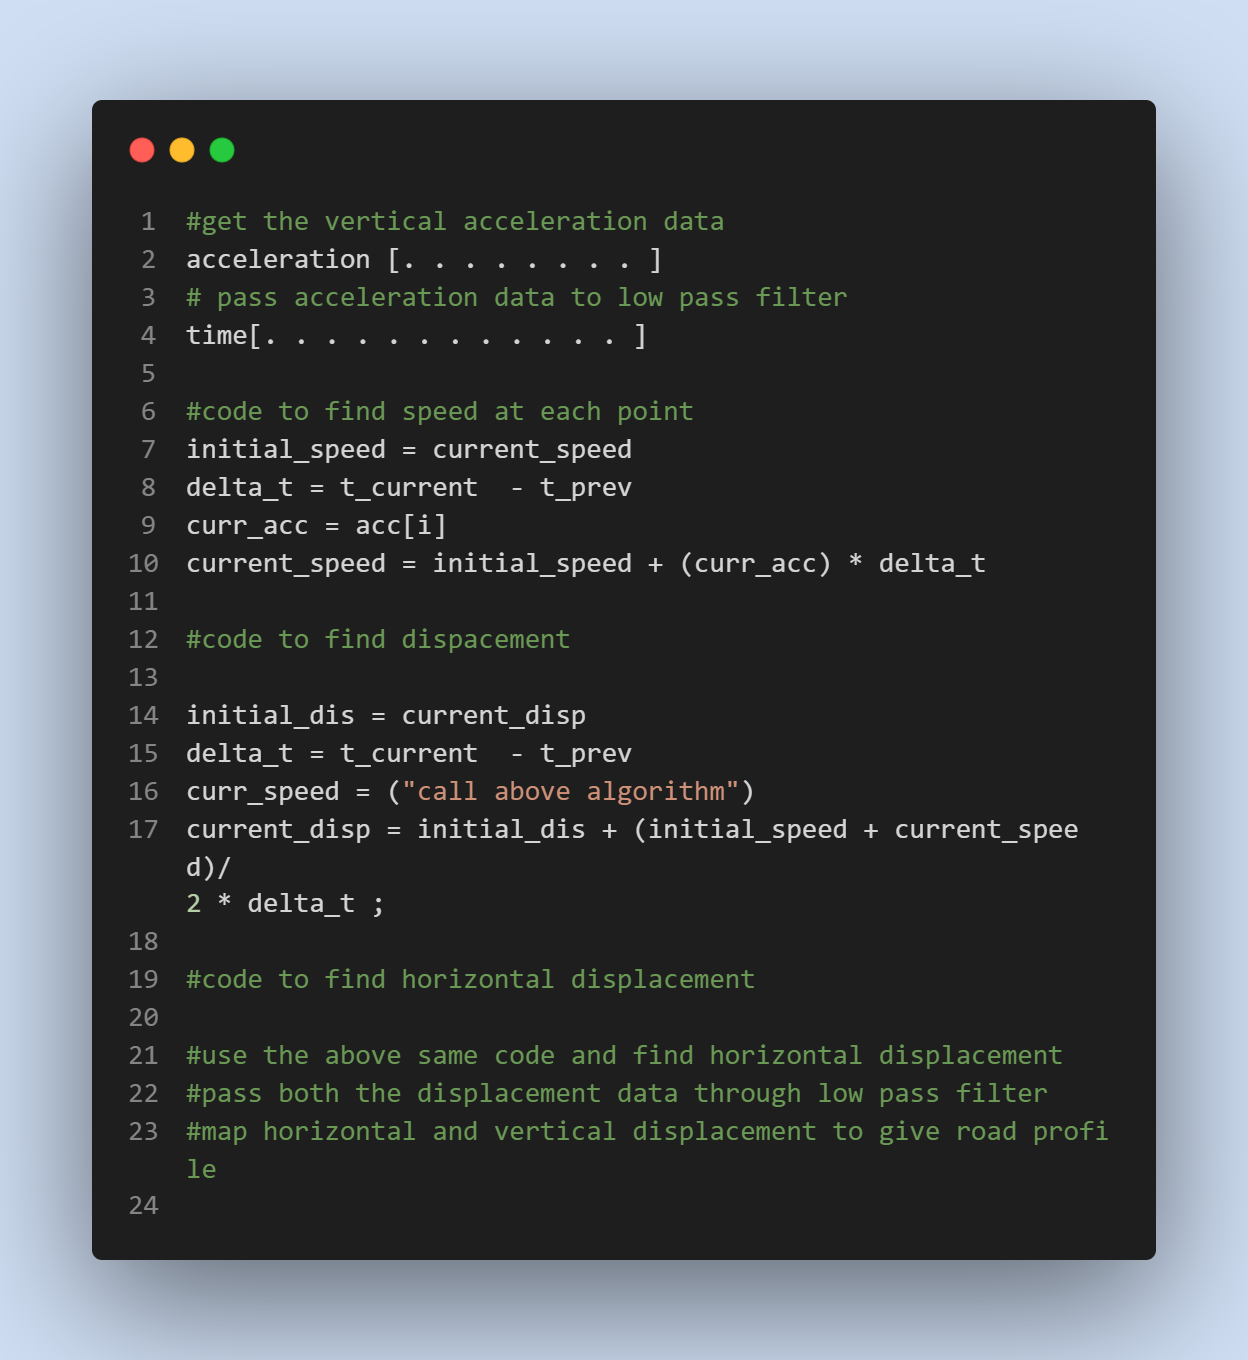 1 #get the vertical acceleration data
2 acceleration [. . . . . . . . ]
3 # pass acceleration data to low pass filter
4 time[. . . . . . . . . . . . ]
5
6 #code to find speed at each point
7 initial_speed = current_speed
8 delta_t = t_current  - t_prev
9 curr_acc = acc[i]
10 current_speed = initial_speed + (curr_acc) * delta_t
11
12 #code to find dispacement
13
14 initial_dis = current_disp
15 delta_t = t_current  - t_prev
16 curr_speed = ("call above algorithm")
17 current_disp = initial_dis + (initial_speed + current_spee
d)/
2 * delta_t ;
18
19 #code to find horizontal displacement
20
21 #use the above same code and find horizontal displacement
22 #pass both the displacement data through low pass filter
23 #map horizontal and vertical displacement to give road profi
le
24